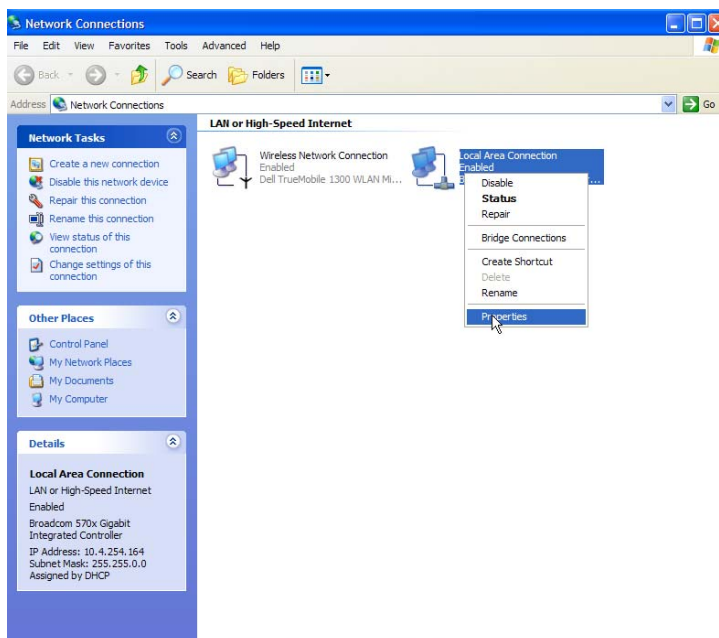 Network Connections
File Edit View Favorites Tools Advanced Help
Back Search Folders
Address Network Connections Go
Network Tasks
Create a new connection
Disable this network device
Repair this connection
Rename this connection
View status of this
connection
Change settings of this
connection
Other Places
Control Panel
My Network Places
My Documents
My Computer
Details
Local Area Connection
LAN or High-Speed Internet
Enabled
Broadcom 570x Gigabit
Integrated Controller
IP Address: 10.4.254.164
Subnet Mask: 255.255.0.0
Assigned by DHCP
LAN or High-Speed Internet
Wireless Network Connection
Enabled
Dell TrueMobile 1300 WLAN Mi...
Local Area Connection
Enabled
Disable
Status
Repair
Bridge Connections
Create Shortcut
Delete
Rename
Properties